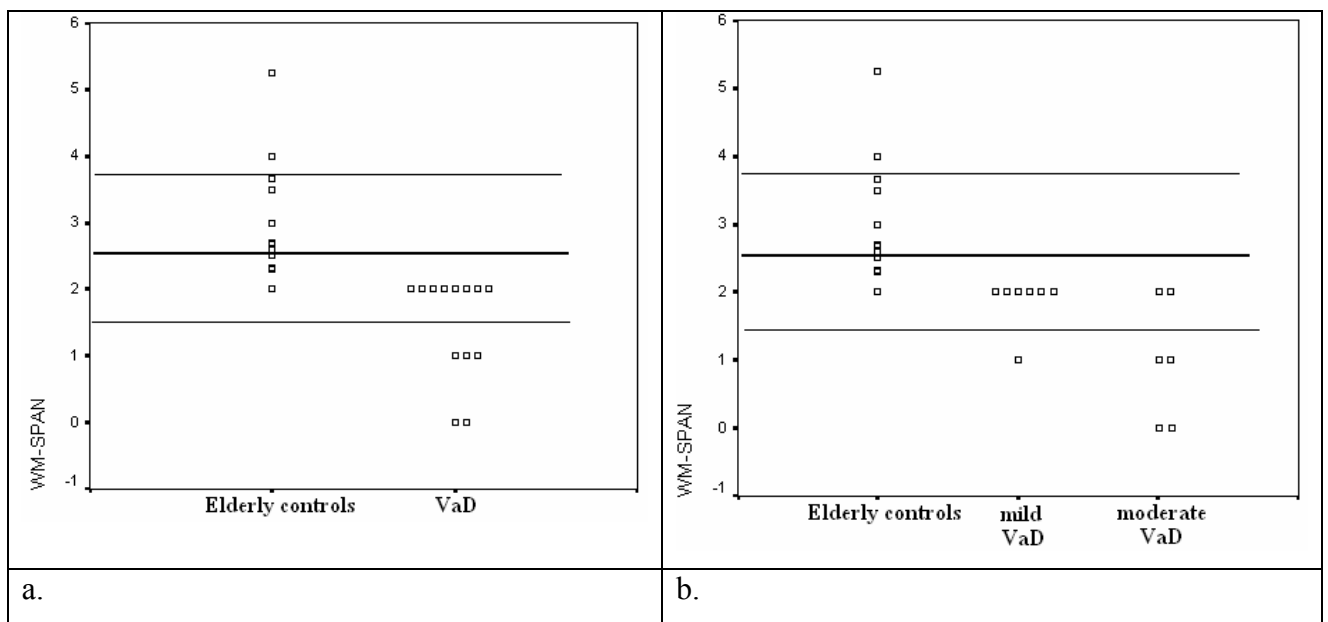 6
5
4
3
2
1
0
-1
WM-SPAN
Elderly controls VaD
a.
6
5
4
3
2
1
0
-1
WM-SPAN
Elderly controls mild VaD moderate VaD
b.